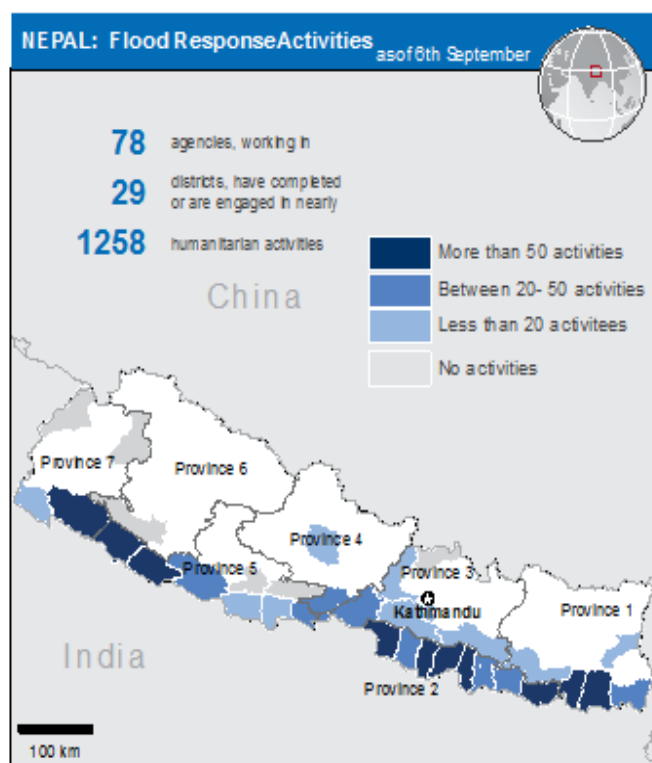 NEPAL: Flood Response Activities as of 6th September
78 agencies, working in
29 districts, have completed
or are engaged in nearly
1258 humanitarian activities
More than 50 activities
Between 20- 50 activities
Less than 20 activitees
No activities
China
Province 7
Province 6
Province 4
Province 5
Province 3
Kathmandu
Province 1
India
Province 2
100 km